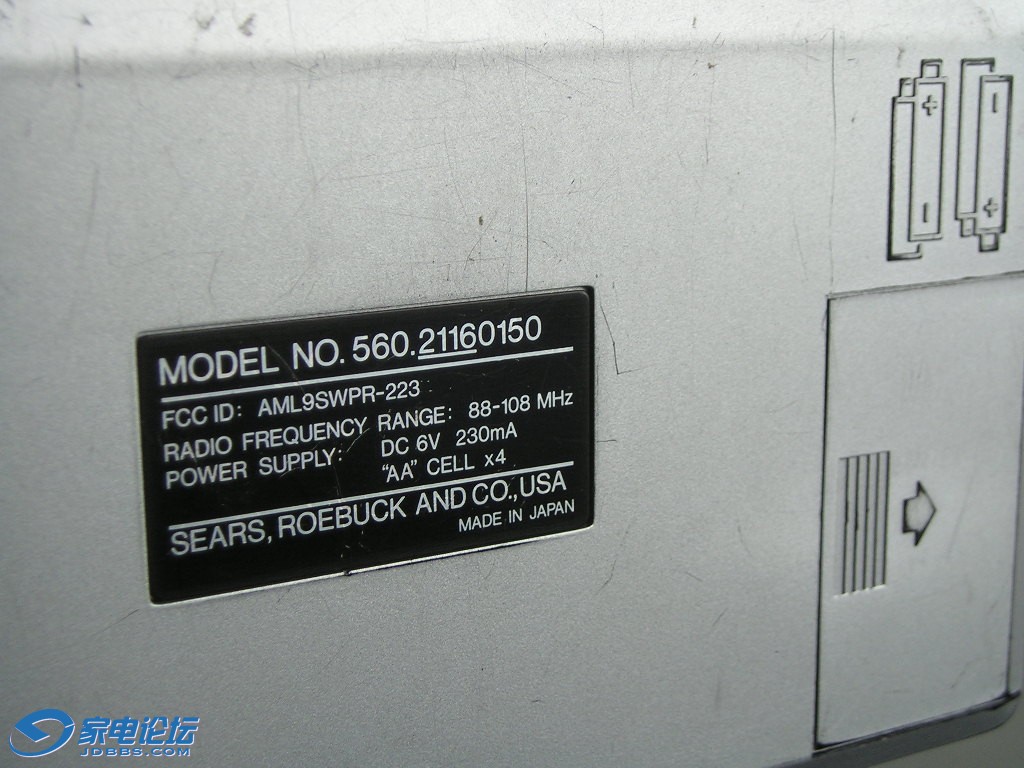 MODEL NO. 560.21160150
FCC ID: AML9SWPR-223
RADIO FREQUENCY RANGE: 88-108 MHz
POWER SUPPLY: DC 6V 230mA
"AA" CELL x4
SEARS, ROEBUCK AND CO., USA
MADE IN JAPAN
+ - - +
家电论坛
JDBBS.COM